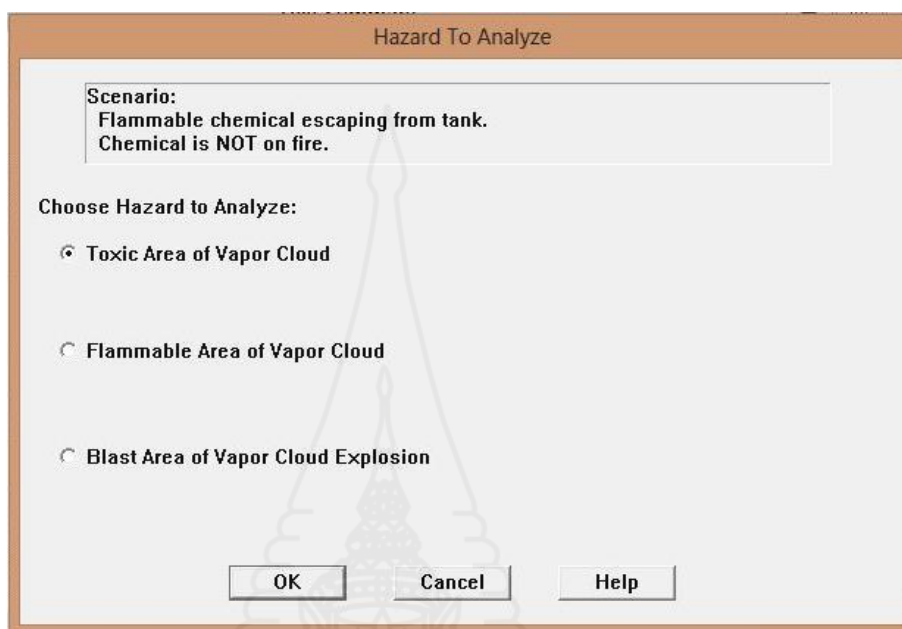 Hazard To Analyze
Scenario:
Flammable chemical escaping from tank.
Chemical is NOT on fire.
Choose Hazard to Analyze:
Toxic Area of Vapor Cloud
Flammable Area of Vapor Cloud
Blast Area of Vapor Cloud Explosion
OK Cancel Help